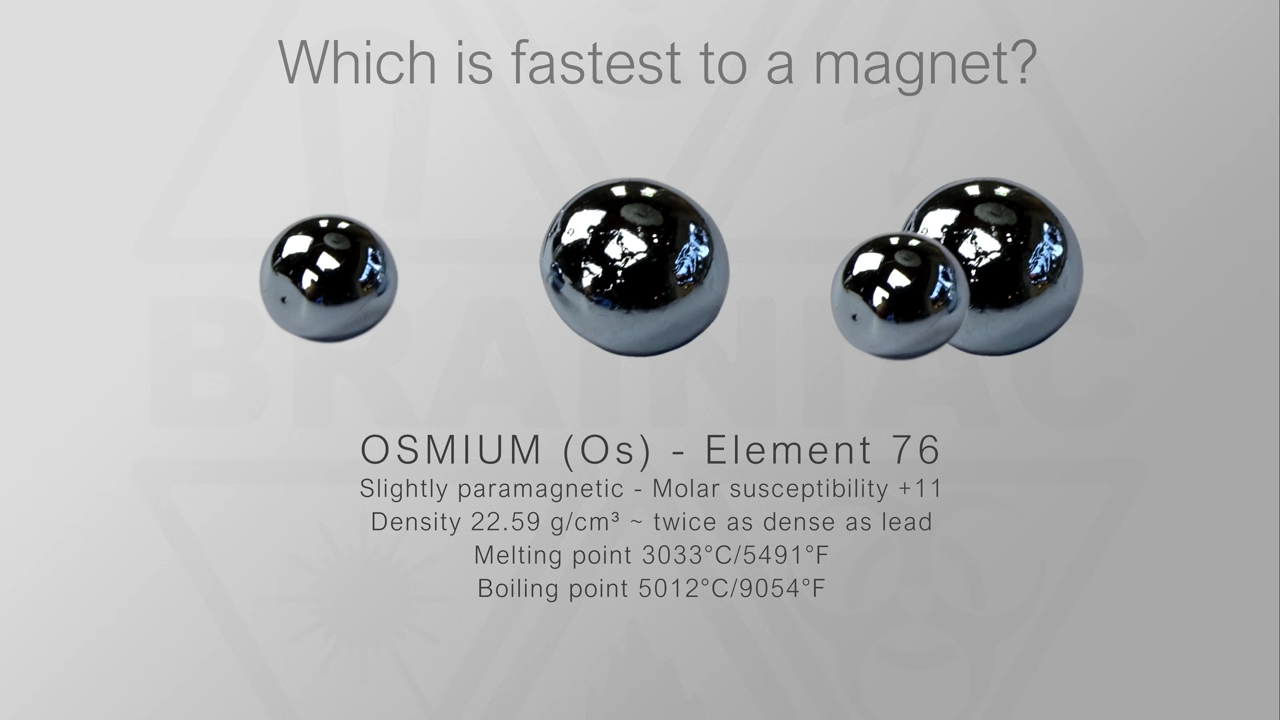 Which is fastest to a magnet?
BRAINIAC
OSMIUM (Os) - Element 76
Slightly paramagnetic - Molar susceptibility +11
Density 22.59 g/cm³ ~ twice as dense as lead
Melting point 3033°C/5491°F
Boiling point 5012°C/9054°F